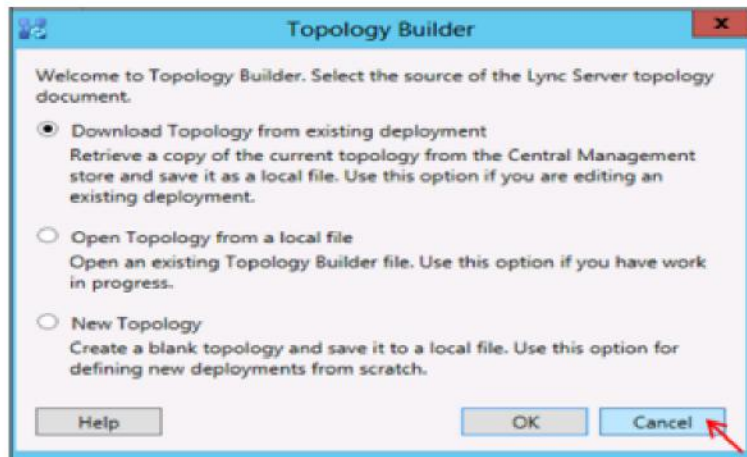 Topology Builder
x
Welcome to Topology Builder. Select the source of the Lync Server topology
document.
Download Topology from existing deployment
Retrieve a copy of the current topology from the Central Management
store and save it as a local file. Use this option if you are editing an
existing deployment.
Open Topology from a local file
Open an existing Topology Builder file. Use this option if you have work
in progress.
New Topology
Create a blank topology and save it to a local file. Use this option for
defining new deployments from scratch.
Help OK Cancel